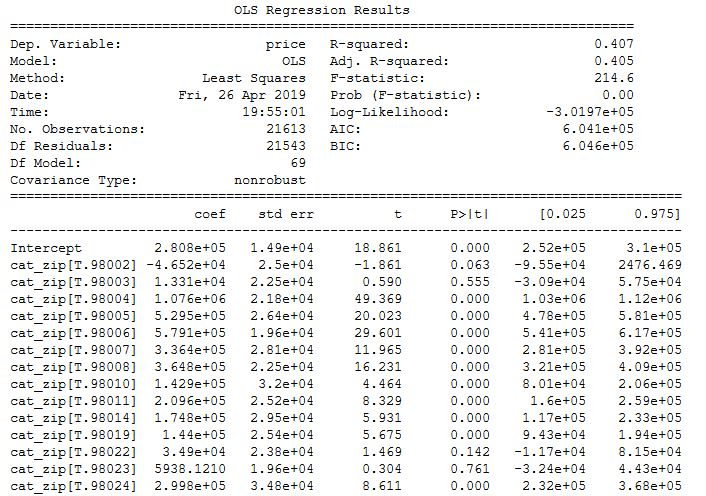 OLS Regression Results
==============================================================================
Dep. Variable: price R-squared: 0.407
Model: OLS Adj. R-squared: 0.405
Method: Least Squares F-statistic: 214.6
Date: Fri, 26 Apr 2019 Prob (F-statistic): 0.00
Time: 19:55:01 Log-Likelihood: -3.0197e+05
No. Observations: 21613 AIC: 6.041e+05
Df Residuals: 21543 BIC: 6.046e+05
Df Model: 69
Covariance Type: nonrobust
====================================================================================
coef std err t P>|t| [0.025 0.975]
------------------------------------------------------------------------------------
Intercept 2.808e+05 1.49e+04 18.861 0.000 2.52e+05 3.1e+05
cat_zip[T.98002] -4.652e+04 2.5e+04 -1.861 0.063 -9.55e+04 2476.469
cat_zip[T.98003] 1.331e+04 2.25e+04 0.590 0.555 -3.09e+04 5.75e+04
cat_zip[T.98004] 1.076e+06 2.18e+04 49.369 0.000 1.03e+06 1.12e+06
cat_zip[T.98005] 5.295e+05 2.64e+04 20.023 0.000 4.78e+05 5.81e+05
cat_zip[T.98006] 5.791e+05 1.96e+04 29.601 0.000 5.41e+05 6.17e+05
cat_zip[T.98007] 3.364e+05 2.81e+04 11.965 0.000 2.81e+05 3.92e+05
cat_zip[T.98008] 3.648e+05 2.25e+04 16.231 0.000 3.21e+05 4.09e+05
cat_zip[T.98010] 1.429e+05 3.2e+04 4.464 0.000 8.01e+04 2.06e+05
cat_zip[T.98011] 2.096e+05 2.52e+04 8.329 0.000 1.6e+05 2.59e+05
cat_zip[T.98014] 1.748e+05 2.95e+04 5.931 0.000 1.17e+05 2.33e+05
cat_zip[T.98019] 1.44e+05 2.54e+04 5.675 0.000 9.43e+04 1.94e+05
cat_zip[T.98022] 3.49e+04 2.38e+04 1.469 0.142 -1.17e+04 8.15e+04
cat_zip[T.98023] 5938.1210 1.96e+04 0.304 0.761 -3.24e+04 4.43e+04
cat_zip[T.98024] 2.998e+05 3.48e+04 8.611 0.000 2.32e+05 3.68e+05